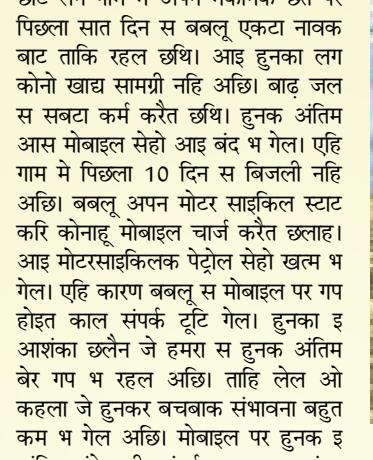 पिछला सात दिन स बबलू एकटा नावक
बाट ताकि रहल छथि। आइ हुनका लग
कोनो खाद्य सामग्री नहि अछि। बाढ़ जल
स सबटा कर्म करैत छथि। हुनक अंतिम
आस मोबाइल सेहो आइ बंद भ गेल। एहि
गाम मे पिछला 10 दिन स बिजली नहि
अछि। बबलू अपन मोटर साइकिल स्टाट
करि कोनाहू मोबाइल चार्ज करैत छलाह।
आइ मोटरसाइकिलक पेट्रोल सेहो खत्म भ
गेल। एहि कारण बबलू स मोबाइल पर गप
होइत काल संपर्क टूटि गेल। हुनका इ
आशंका छलैन जे हमरा स हुनक अंतिम
बेर गप भ रहल अछि। ताहि लेल ओ
कहला जे हुनकर बचबाक संभावना बहुत
कम भ गेल अछि। मोबाइल पर हुनक इ